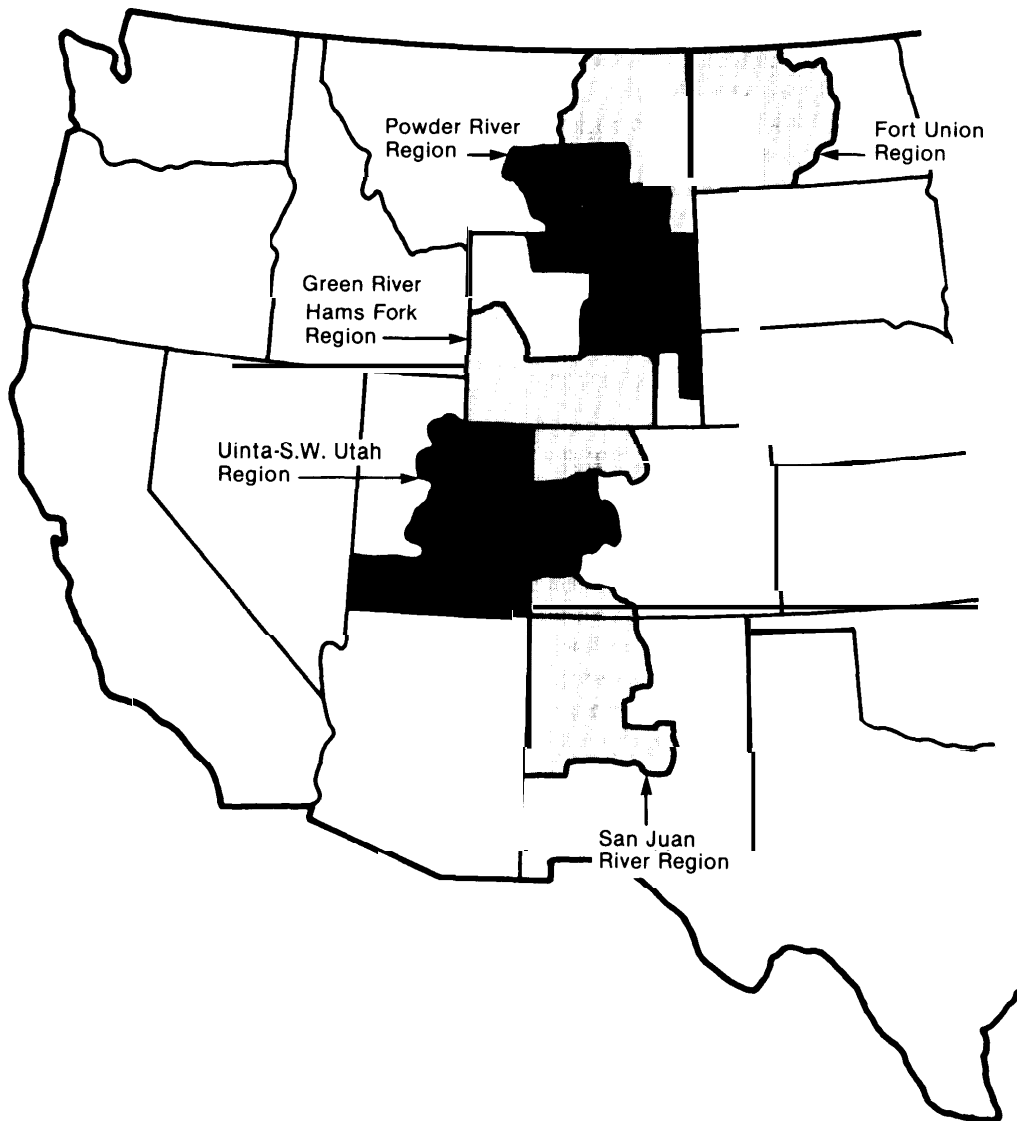 Powder River
Region
Fort Union
Region
Green River
Hams Fork
Region
Uinta-S.W. Utah
Region
San Juan
River Region